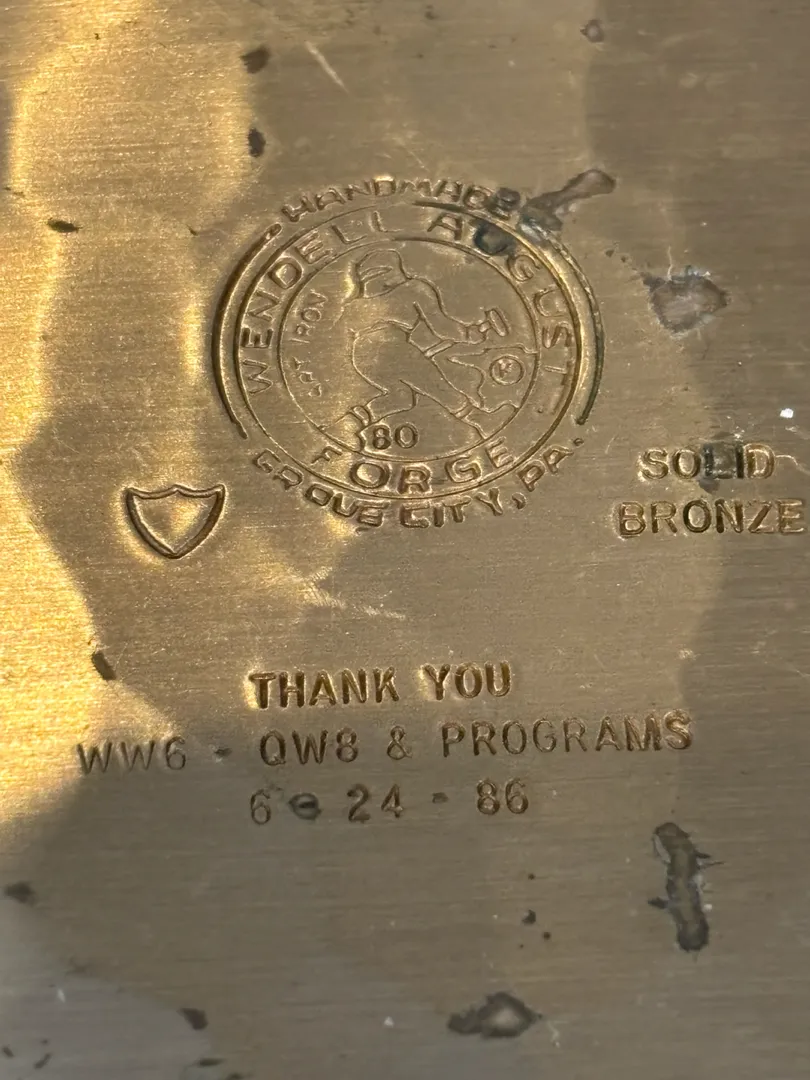 HANDMADE
WENDELL AUGUST
FORGE
IRON
80
GROVE CITY, PA.
SOLID
BRONZE
THANK YOU
WW6 - QW8 & PROGRAMS
6 - 24 - 86